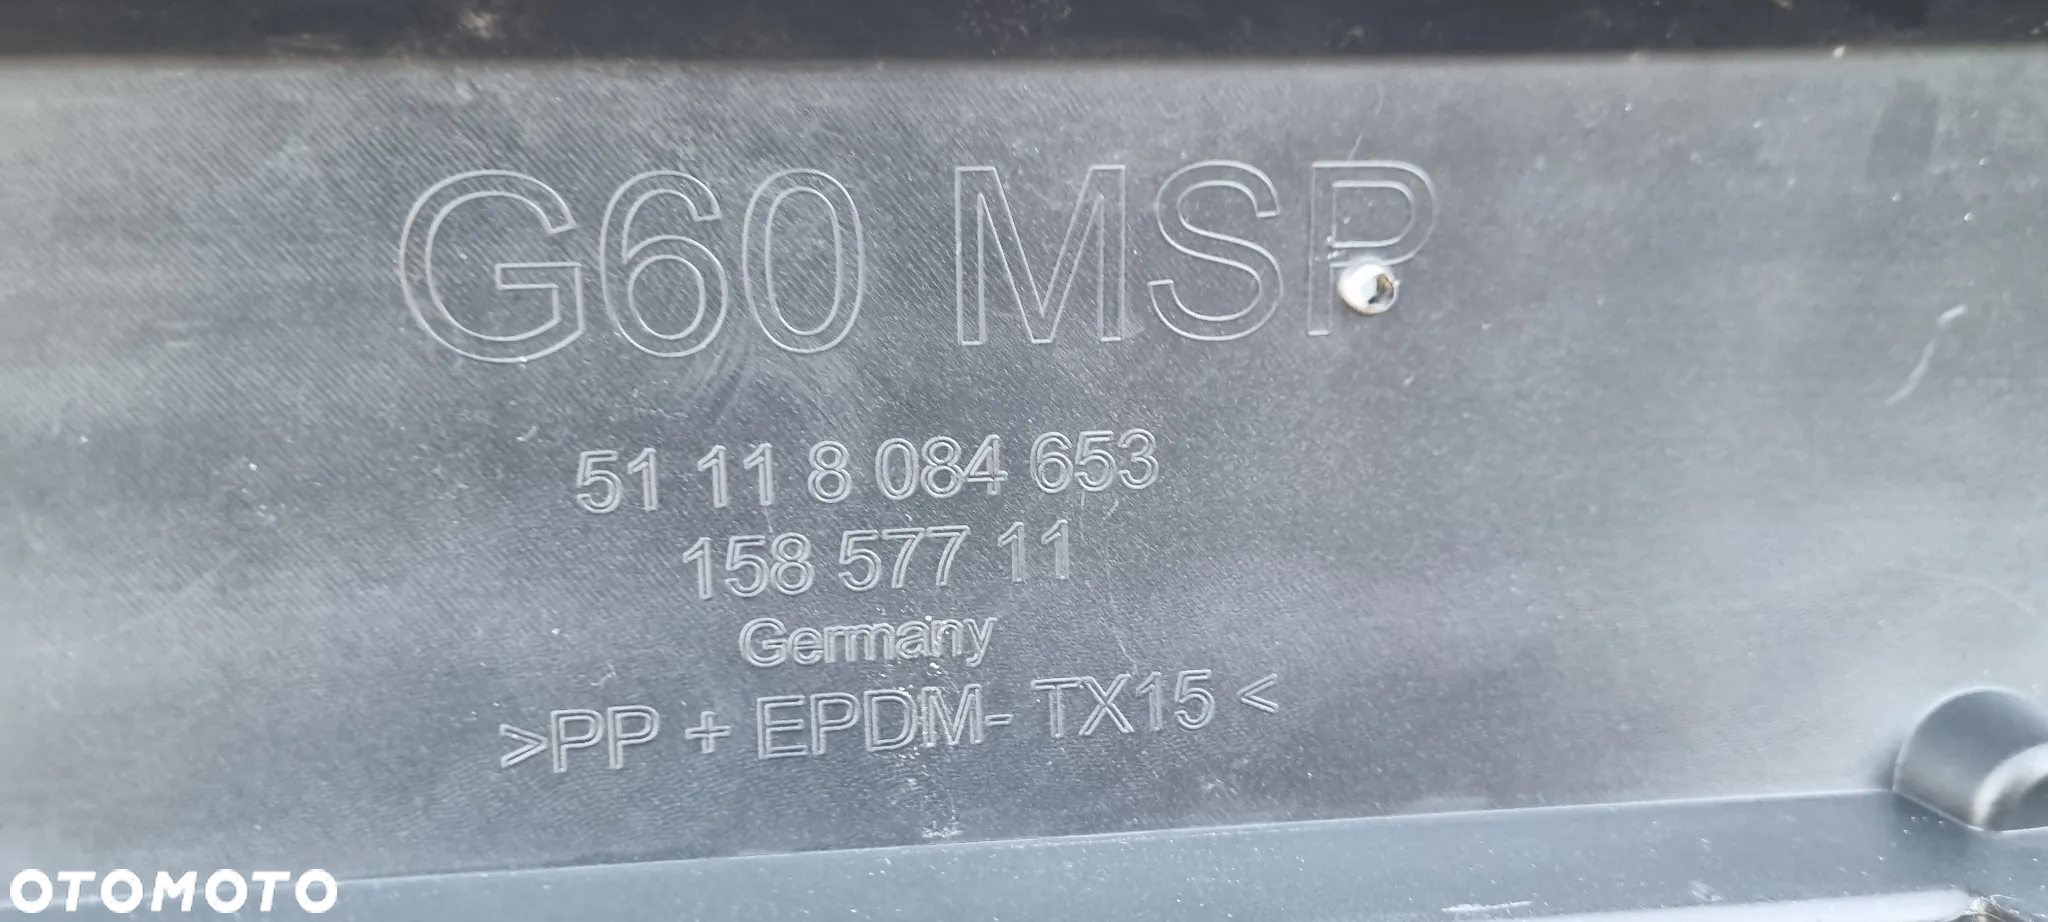 G60 MSP
51 11 8 084 653
158 577 11
Germany
>PP + EPDM- TX15 <
OTOMOTO